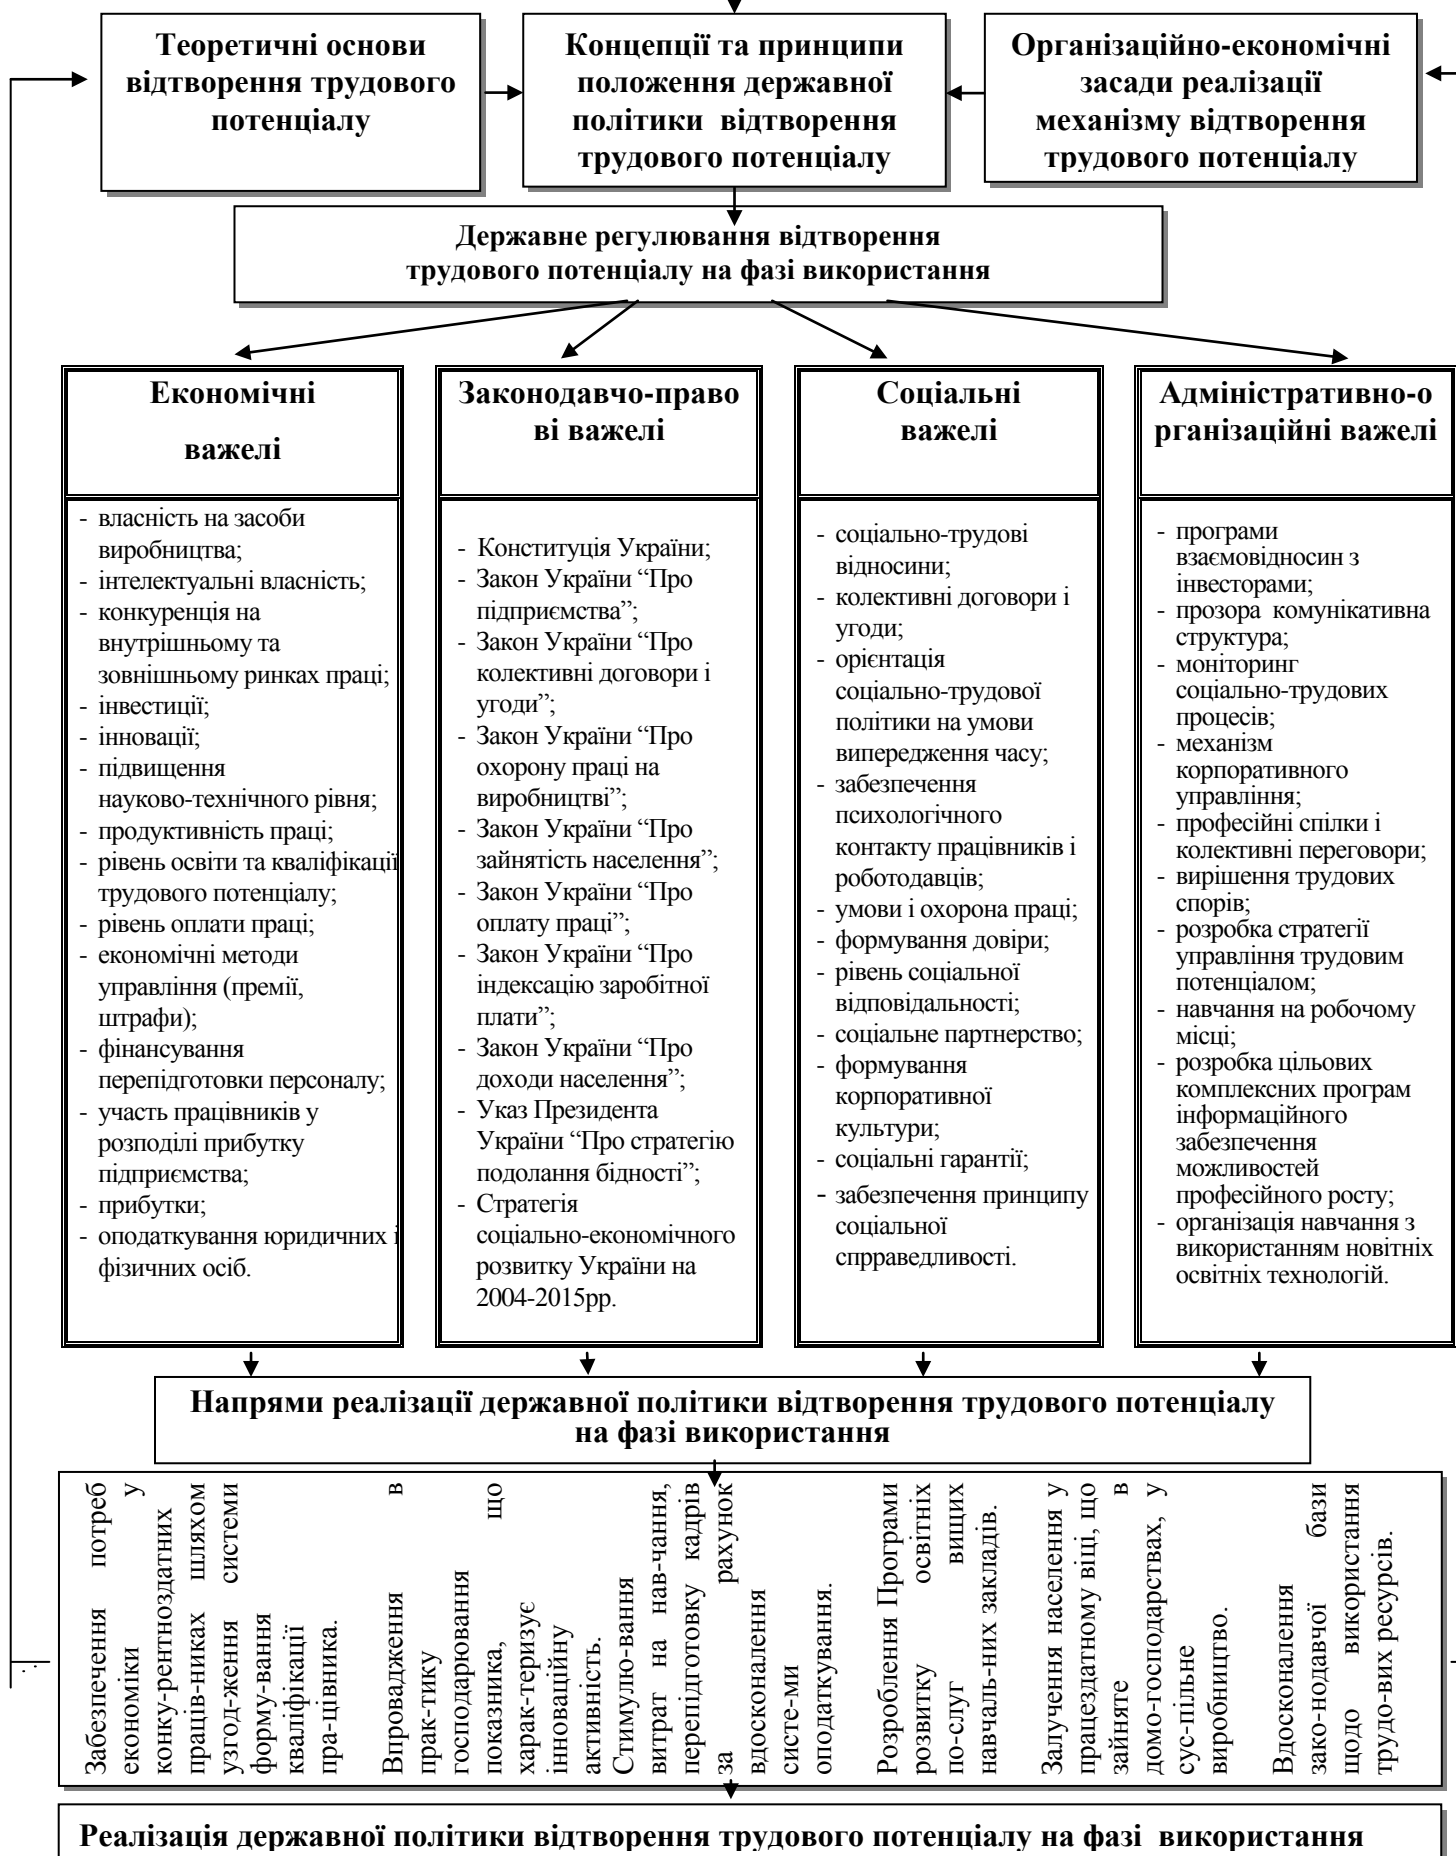 Теоретичні основи
відтворення трудового
потенціалу
Концепції та принципи
положення державної
політики відтворення
трудового потенціалу
Організаційно-економічні
засади реалізації
механізму відтворення
трудового потенціалу
Державне регулювання відтворення
трудового потенціалу на фазі використання
Економічні
важелі
- власність на засоби
виробництва;
- інтелектуальні власність;
- конкуренція на
внутрішньому та
зовнішньому ринках праці;
- інвестиції;
- інновації;
- підвищення
науково-технічного рівня;
- продуктивність праці;
- рівень освіти та кваліфікації
трудового потенціалу;
- рівень оплати праці;
- економічні методи
управління (премії,
штрафи);
- фінансування
перепідготовки персоналу;
- участь працівників у
розподілі прибутку
підприємства;
- прибутки;
- оподаткування юридичних і
фізичних осіб.
Законодавчо-право
ві важелі
- Конституція України;
- Закон України “Про
підприємства”;
- Закон України “Про
колективні договори і
угоди”;
- Закон України “Про
охорону праці на
виробництві”;
- Закон України “Про
зайнятість населення”;
- Закон України “Про
оплату праці”;
- Закон України “Про
індексацію заробітної
плати”;
- Закон України “Про
доходи населення”;
- Указ Президента
України “Про стратегію
подолання бідності”;
- Стратегія
соціально-економічного
розвитку України на
2004-2015рр.
Соціальні
важелі
- соціально-трудові
відносини;
- колективні договори і
угоди;
- орієнтація
соціально-трудової
політики на умови
випередження часу;
- забезпечення
психологічного
контакту працівників і
роботодавців;
- умови і охорона праці;
- формування довіри;
- рівень соціальної
відповідальності;
- соціальне партнерство;
- формування
корпоративної
культури;
- соціальні гарантії;
- забезпечення принципу
соціальної
спрраведливості.
Адміністративно-о
рганізаційні важелі
- програми
взаємовідносин з
інвесторами;
- прозора комунікативна
структура;
- моніторинг
соціально-трудових
процесів;
- механізм
корпоративного
управління;
- професійні спілки і
колективні переговори;
- вирішення трудових
спорів;
- розробка стратегії
управління трудовим
потенціалом;
- навчання на робочому
місці;
- розробка цільових
комплексних програм
інформаційного
забезпечення
можливостей
професійного росту;
- організація навчання з
використанням новітніх
освітніх технологій.
Напрями реалізації державної політики відтворення трудового потенціалу
на фазі використання
Забезпечення потреб
економіки у
конку-рентноздатних
праців-никах шляхом
узгод-ження системи
форму-вання
кваліфікації
пра-цівника.
Впровадження в
прак-тику
господарювання
показника, що
харак-теризує
інноваційну
активність.
Стимулю-вання
витрат на нав-чання,
перепідготовку кадрів
за рахунок
вдосконалення
систе-ми
оподаткування.
Розроблення Програми
розвитку освітніх
по-слуг вищих
навчаль-них закладів.
Залучення населення у
працездатному віці, що
зайняте в
домо-господарствах, у
сус-пільне
виробництво.
Вдосконалення
зако-нодавчої бази
щодо використання
трудо-вих ресурсів.
Реалізація державної політики відтворення трудового потенціалу на фазі використання